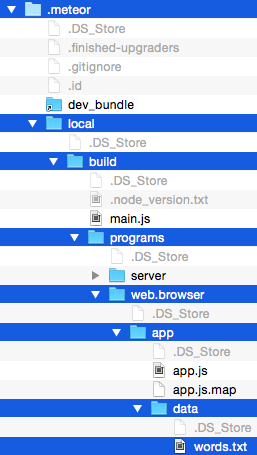 .meteor
.DS_Store
.finished-upgraders
.gitignore
.id
dev_bundle
local
.DS_Store
build
.DS_Store
.node_version.txt
main.js
programs
.DS_Store
server
web.browser
.DS_Store
app
.DS_Store
app.js
app.js.map
data
.DS_Store
words.txt